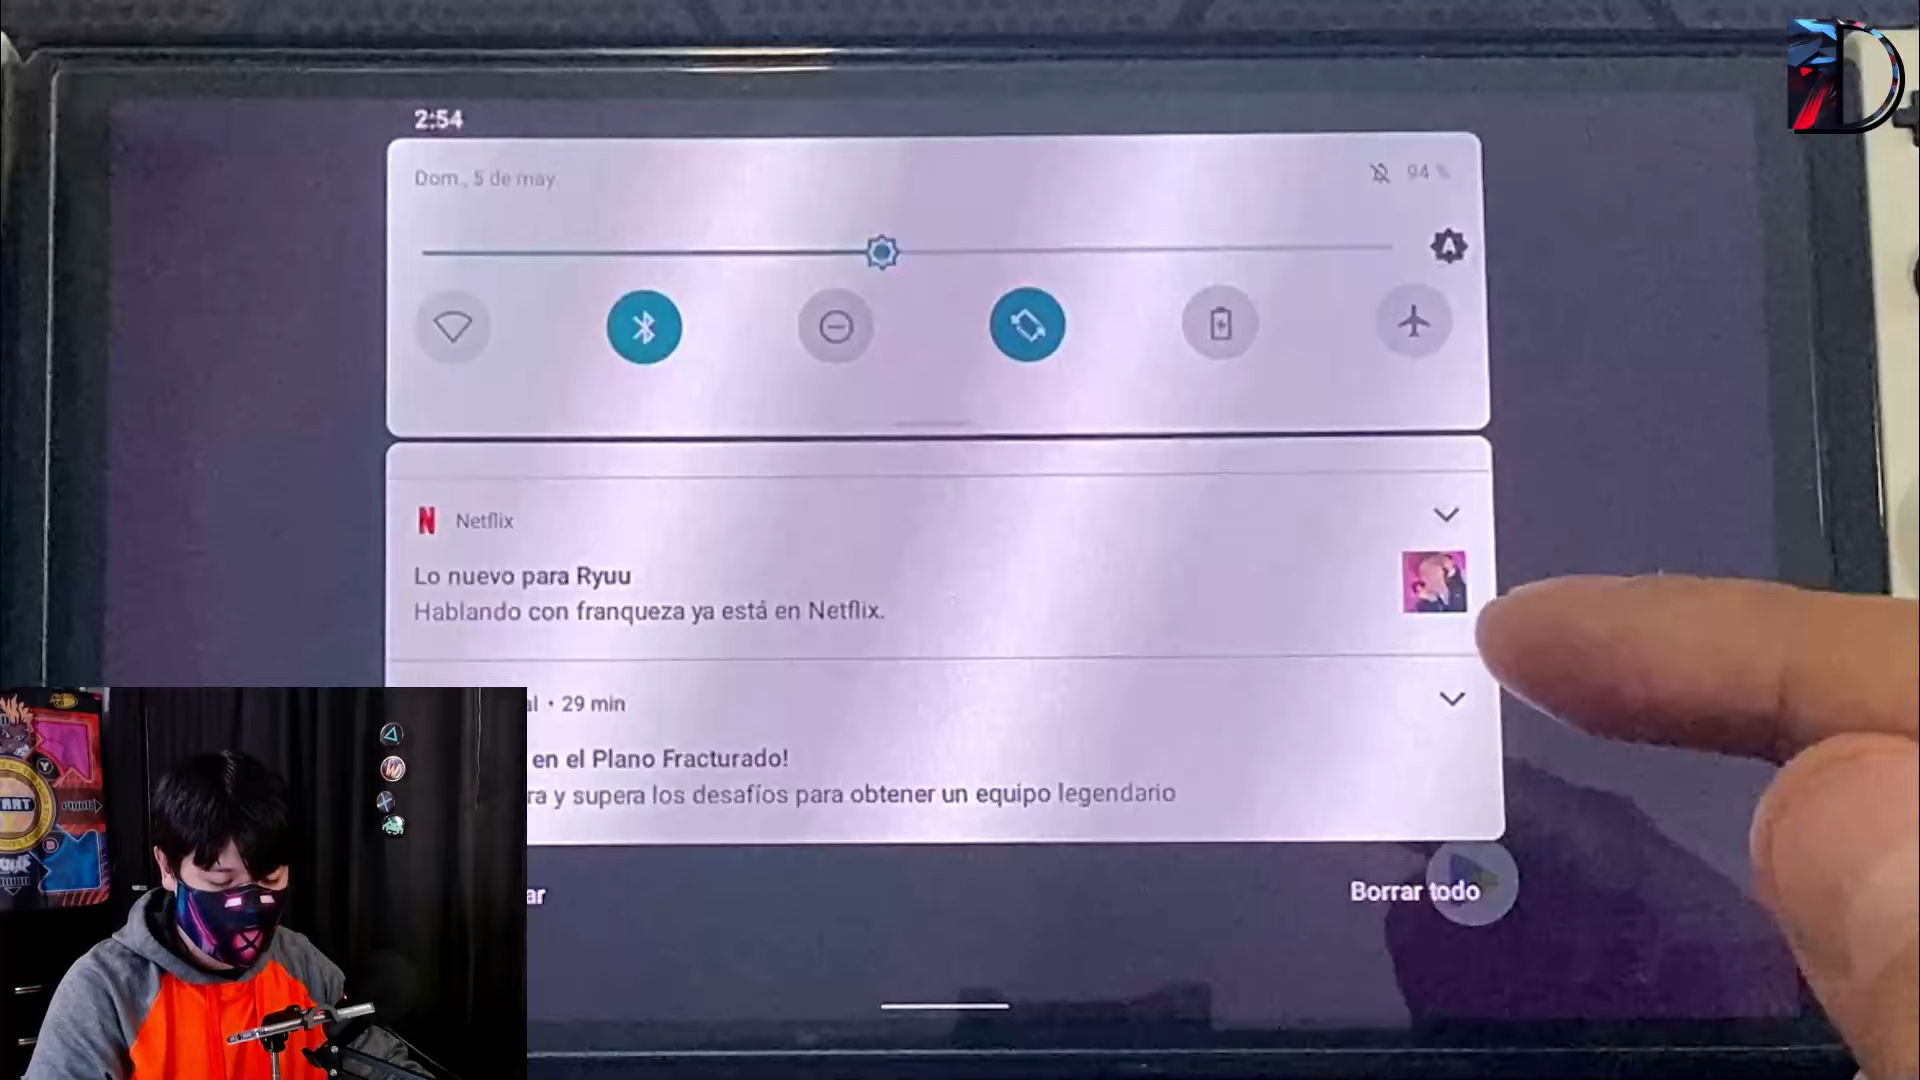 2:54
Dom., 5 de may.
94 %
A
Netflix
Lo nuevo para Ryuu
Hablando con franqueza ya está en Netflix.
al • 29 min
en el Plano Fracturado!
ra y supera los desafíos para obtener un equipo legendario
ar
Borrar todo
START
Y
D